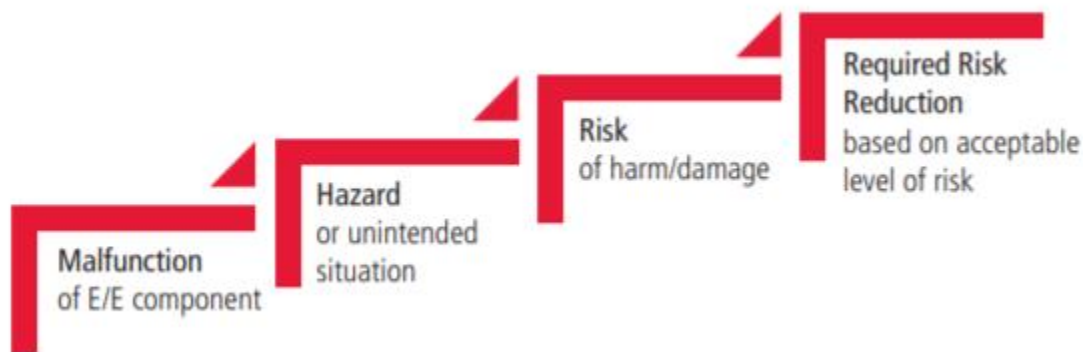 Malfunction
of E/E component
Hazard
or unintended
situation
Risk
of harm/damage
Required Risk
Reduction
based on acceptable
level of risk